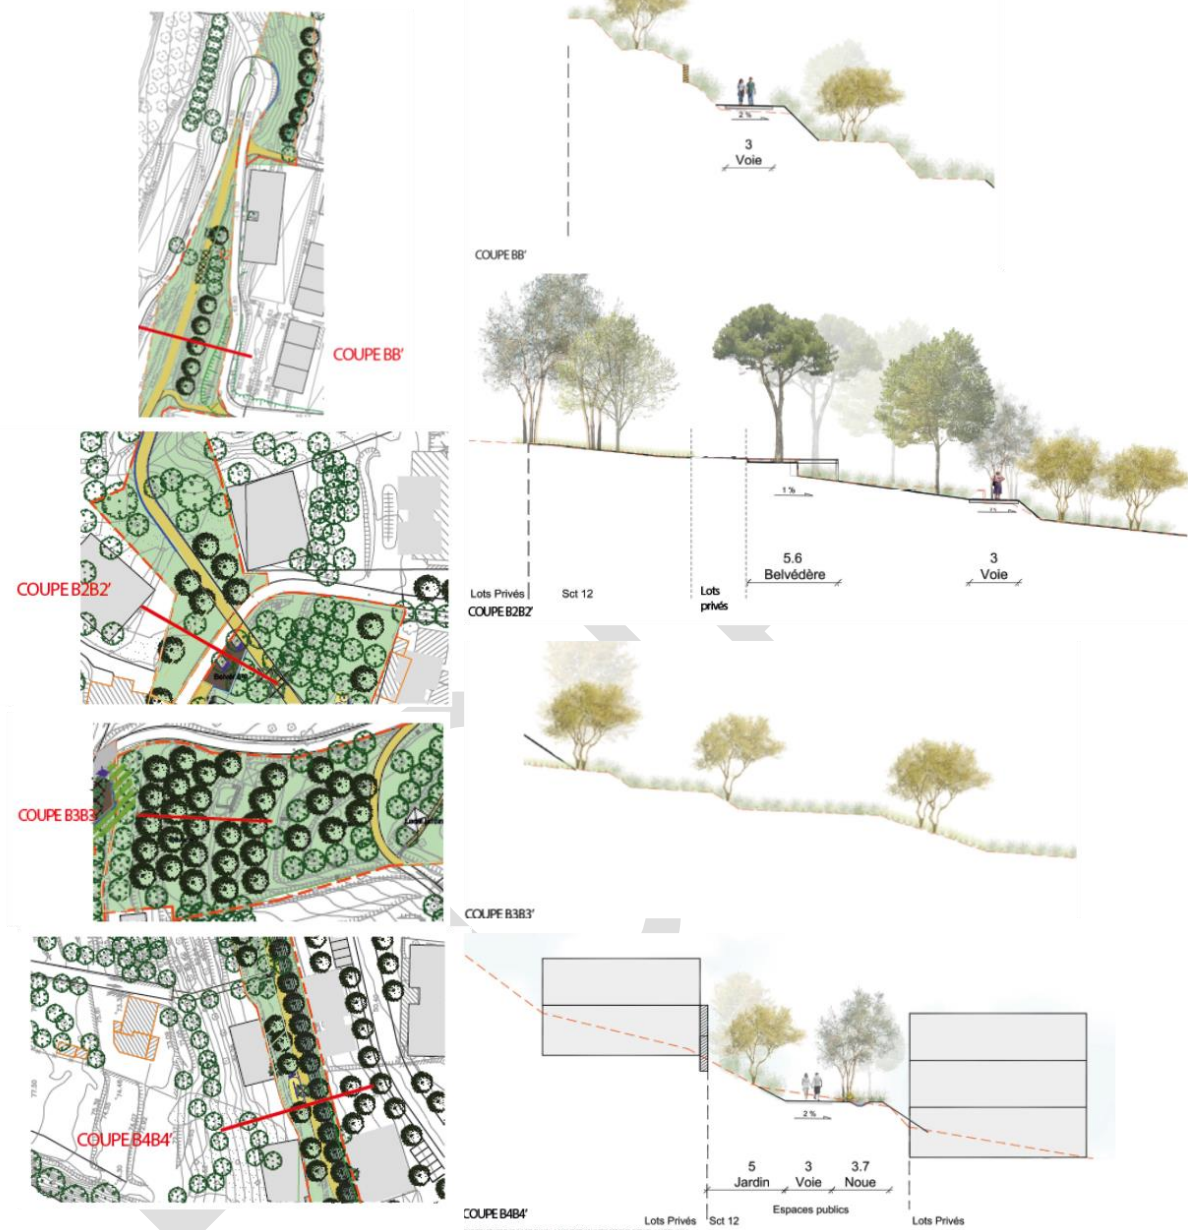 2 %
3
Voie
COUPE BB'
COUPE BB'
1 %
5.6
Belvédère
3
Voie
Lots Privés
Sct 12
Lots
privés
COUPE B2B2'
COUPE B2B2'
COUPE B3B3'
COUPE B3B3'
2 %
5
Jardin
3
Voie
3.7
Noue
Espaces publics
Lots Privés
Sct 12
Lots Privés
COUPE B4B4'
COUPE B4B4'
77.50